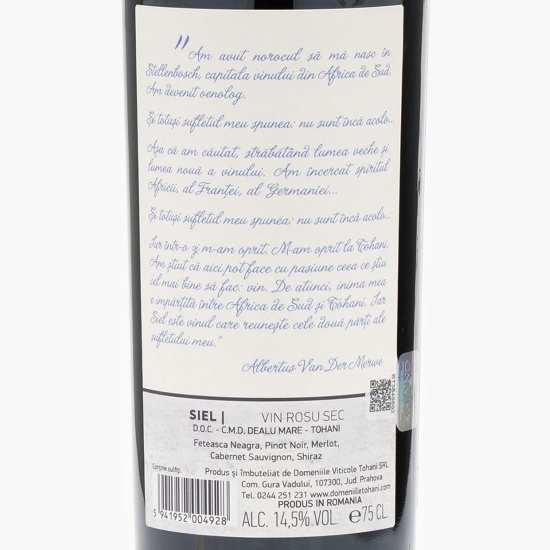 "Am avut norocul să mă nasc în
Stellenbosch, capitala vinului din Africa de Sud.
Am devenit oenolog.
Și totuși sufletul meu spunea: nu sunt încă acolo...
Așa că am căutat, străbătând lumea veche și
lumea nouă a vinului. Am încercat spiritul
Africii, al Franței, al Germaniei...
Și totuși sufletul meu spunea: nu sunt încă acolo...
Iar într-o zi m-am oprit. M-am oprit la Tohani.
Am știut că aici pot face cu pasiune ceea ce știu
cel mai bine să fac: vin. De atunci, inima mea
e împărțită între Africa de Sud și Tohani. Iar
Siel este vinul care reunește cele două părți ale
sufletului meu."
Albertus Van Der Merwe
SIEL | VIN ROSU SEC
D.O.C. - C.M.D. DEALU MARE - TOHANI
Feteasca Neagra, Pinot Noir, Merlot,
Cabernet Sauvignon, Shiraz
Conține sulfiți.
Produs și îmbuteliat de Domeniile Viticole Tohani SRL
Com. Gura Vadului, 107300, Jud. Prahova
Tel. 0244 251 231 www.domeniiletohani.com
PRODUS IN ROMANIA
5 941952 004928
ALC. 14,5% VOL. e 75 CL.